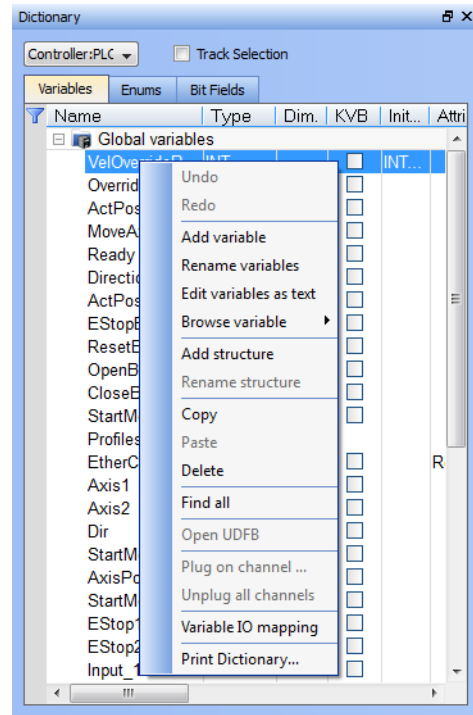 Dictionary
Controller:PLC
Track Selection
Variables Enums Bit Fields
Name Type Dim. KVB Init... Attri
Global variables
INT...
Undo
Redo
Add variable
Rename variables
Edit variables as text
Browse variable
Add structure
Rename structure
Copy
Paste
Delete
Find all
Open UDFB
Plug on channel ...
Unplug all channels
Variable IO mapping
Print Dictionary...
Overrid
ActPos
MoveA
Ready
Directio
ActPos
EStopE
ResetE
OpenB
CloseB
StartM
Profiles
EtherC R
Axis1
Axis2
Dir
StartM
AxisPo
StartM
EStop1
EStop2
Input_1